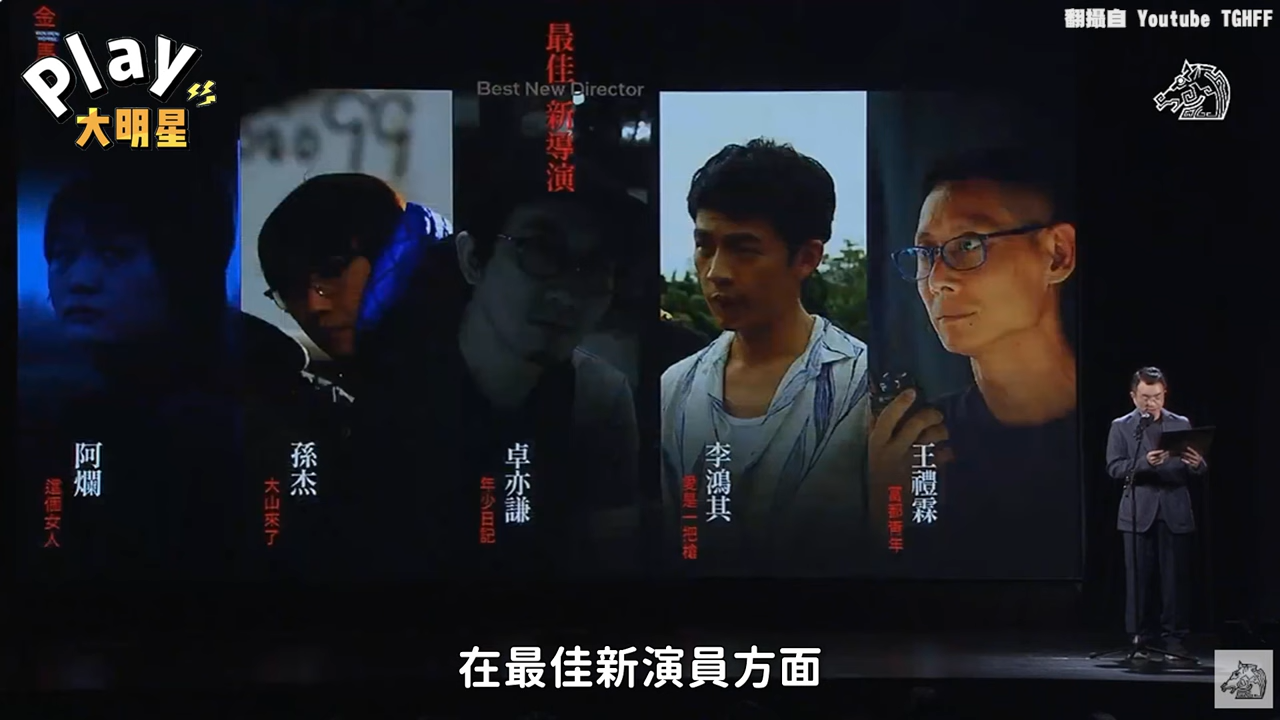 翻攝自 Youtube TGHFF
金馬
Play
大明星
最佳新導演
Best New Director
阿爛
這個女人
孫杰
大山來了
卓亦謙
年少日記
李鴻其
愛是一把槍
王禮霖
富都青年
在最佳新演員方面